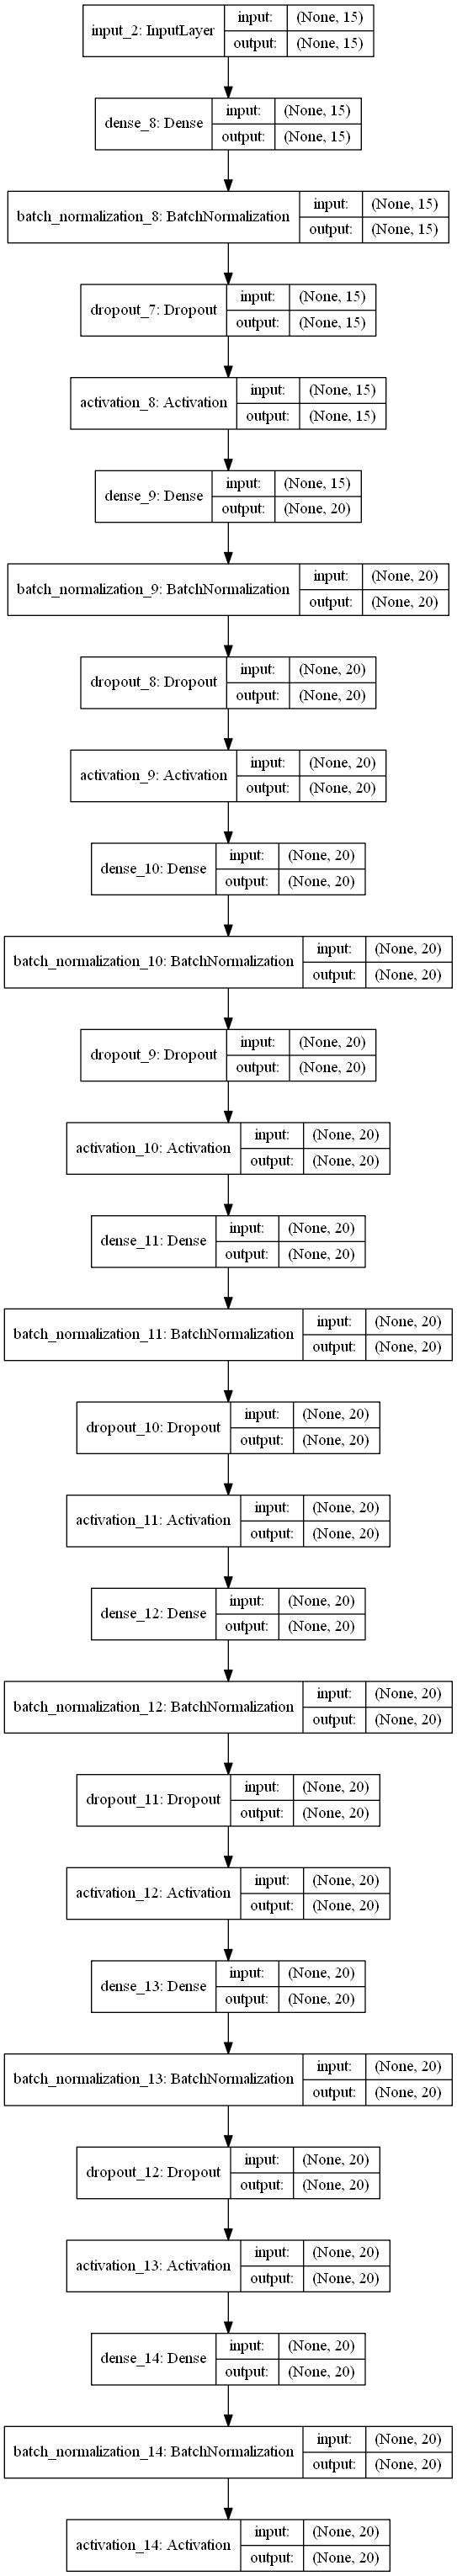 input_2: InputLayer
input: (None, 15)
output: (None, 15)
dense_8: Dense
input: (None, 15)
output: (None, 15)
batch_normalization_8: BatchNormalization
input: (None, 15)
output: (None, 15)
dropout_7: Dropout
input: (None, 15)
output: (None, 15)
activation_8: Activation
input: (None, 15)
output: (None, 15)
dense_9: Dense
input: (None, 15)
output: (None, 20)
batch_normalization_9: BatchNormalization
input: (None, 20)
output: (None, 20)
dropout_8: Dropout
input: (None, 20)
output: (None, 20)
activation_9: Activation
input: (None, 20)
output: (None, 20)
dense_10: Dense
input: (None, 20)
output: (None, 20)
batch_normalization_10: BatchNormalization
input: (None, 20)
output: (None, 20)
dropout_9: Dropout
input: (None, 20)
output: (None, 20)
activation_10: Activation
input: (None, 20)
output: (None, 20)
dense_11: Dense
input: (None, 20)
output: (None, 20)
batch_normalization_11: BatchNormalization
input: (None, 20)
output: (None, 20)
dropout_10: Dropout
input: (None, 20)
output: (None, 20)
activation_11: Activation
input: (None, 20)
output: (None, 20)
dense_12: Dense
input: (None, 20)
output: (None, 20)
batch_normalization_12: BatchNormalization
input: (None, 20)
output: (None, 20)
dropout_11: Dropout
input: (None, 20)
output: (None, 20)
activation_12: Activation
input: (None, 20)
output: (None, 20)
dense_13: Dense
input: (None, 20)
output: (None, 20)
batch_normalization_13: BatchNormalization
input: (None, 20)
output: (None, 20)
dropout_12: Dropout
input: (None, 20)
output: (None, 20)
activation_13: Activation
input: (None, 20)
output: (None, 20)
dense_14: Dense
input: (None, 20)
output: (None, 20)
batch_normalization_14: BatchNormalization
input: (None, 20)
output: (None, 20)
activation_14: Activation
input: (None, 20)
output: (None, 20)